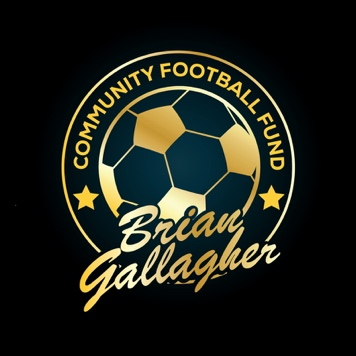 COMMUNITY FOOTBALL FUND
Brian
Gallagher